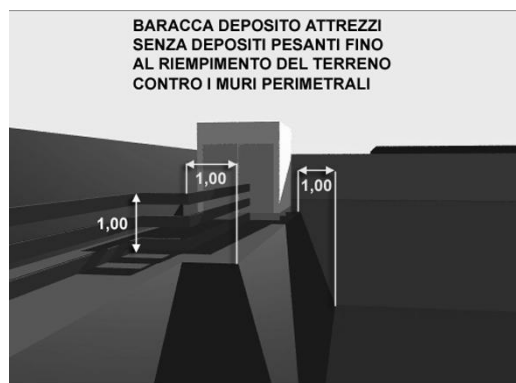 BARACCA DEPOSITO ATTREZZI
SENZA DEPOSITI PESANTI FINO
AL RIEMPIMENTO DEL TERRENO
CONTRO I MURI PERIMETRALI
1,00
1,00
1,00